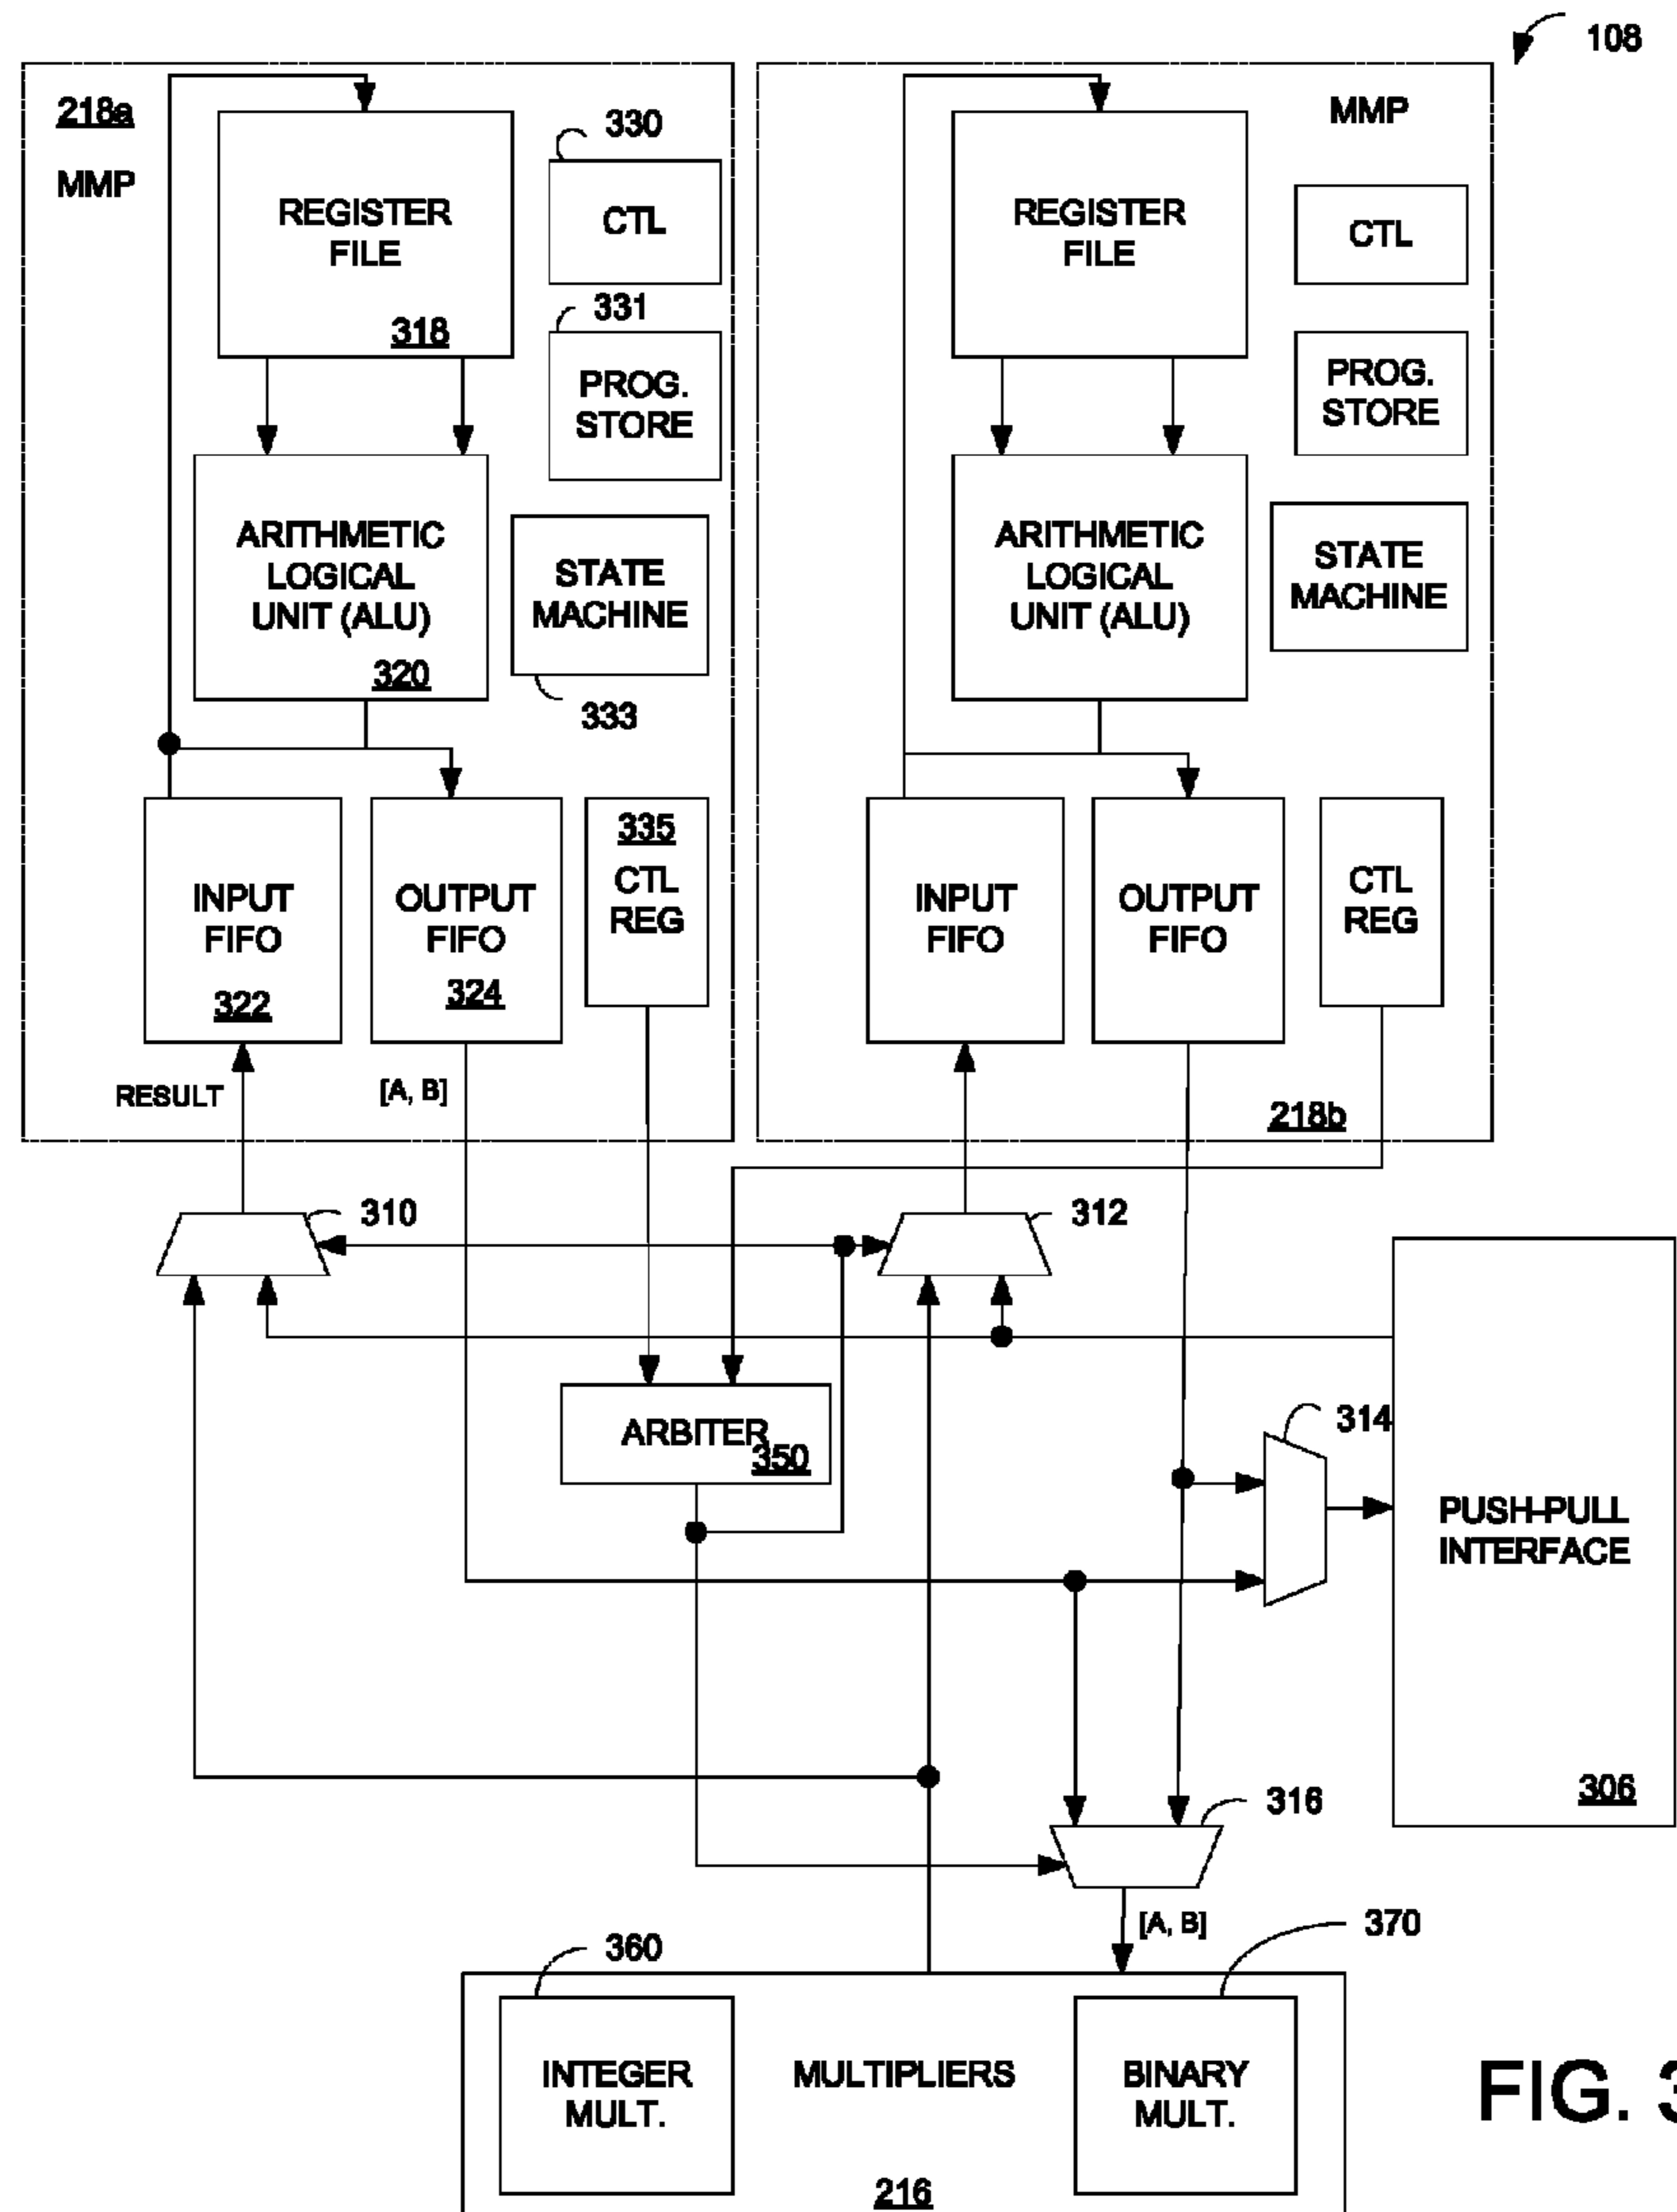 108
218a
MMP
REGISTER
FILE
318
330
CTL
331
PROG.
STORE
ARITHMETIC
LOGICAL
UNIT (ALU)
320
STATE
MACHINE
333
INPUT
FIFO
322
OUTPUT
FIFO
324
335
CTL
REG
RESULT
[A, B]
MMP
REGISTER
FILE
CTL
PROG.
STORE
ARITHMETIC
LOGICAL
UNIT (ALU)
STATE
MACHINE
INPUT
FIFO
OUTPUT
FIFO
CTL
REG
218b
310
312
ARBITER
350
314
PUSH-PULL
INTERFACE
306
316
[A, B]
360
370
INTEGER
MULT.
MULTIPLIERS
BINARY
MULT.
216
FIG. 3